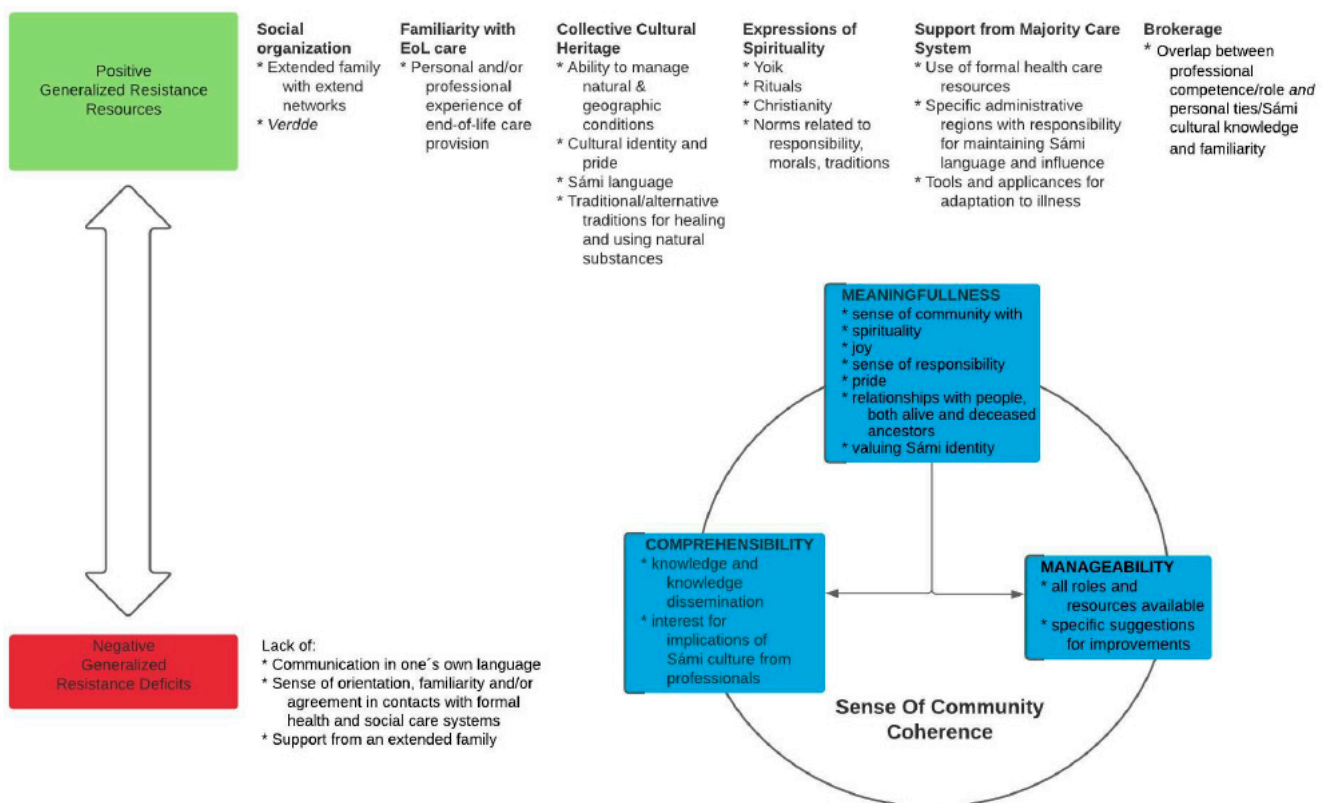 Positive
Generalized Resistance
Resources
Social
organization
* Extended family
with extend
networks
* Verdde
Familiarity with
EoL care
* Personal and/or
professional
experience of
end-of-life care
provision
Collective Cultural
Heritage
* Ability to manage
natural &
geographic
conditions
* Cultural identity and
pride
* Sámi language
* Traditional/alternative
traditions for healing
and using natural
substances
Expressions of
Spirituality
* Yoik
* Rituals
* Christianity
* Norms related to
responsibility,
morals, traditions
Support from Majority Care
System
* Use of formal health care
resources
* Specific administrative
regions with responsibility
for maintaining Sámi
language and influence
* Tools and applicances for
adaptation to illness
Brokerage
* Overlap between
professional
competence/role and
personal ties/Sámi
cultural knowledge
and familiarity
MEANINGFULLNESS
* sense of community with
* spirituality
* joy
* sense of responsibility
* pride
* relationships with people,
both alive and deceased
ancestors
* valuing Sámi identity
COMPREHENSIBILITY
* knowledge and
knowledge
dissemination
* interest for
implications of
Sámi culture from
professionals
MANAGEABILITY
* all roles and
resources available
* specific suggestions
for improvements
Sense Of Community
Coherence
Negative
Generalized
Resistance Deficits
Lack of:
* Communication in one´s own language
* Sense of orientation, familiarity and/or
agreement in contacts with formal
health and social care systems
* Support from an extended family